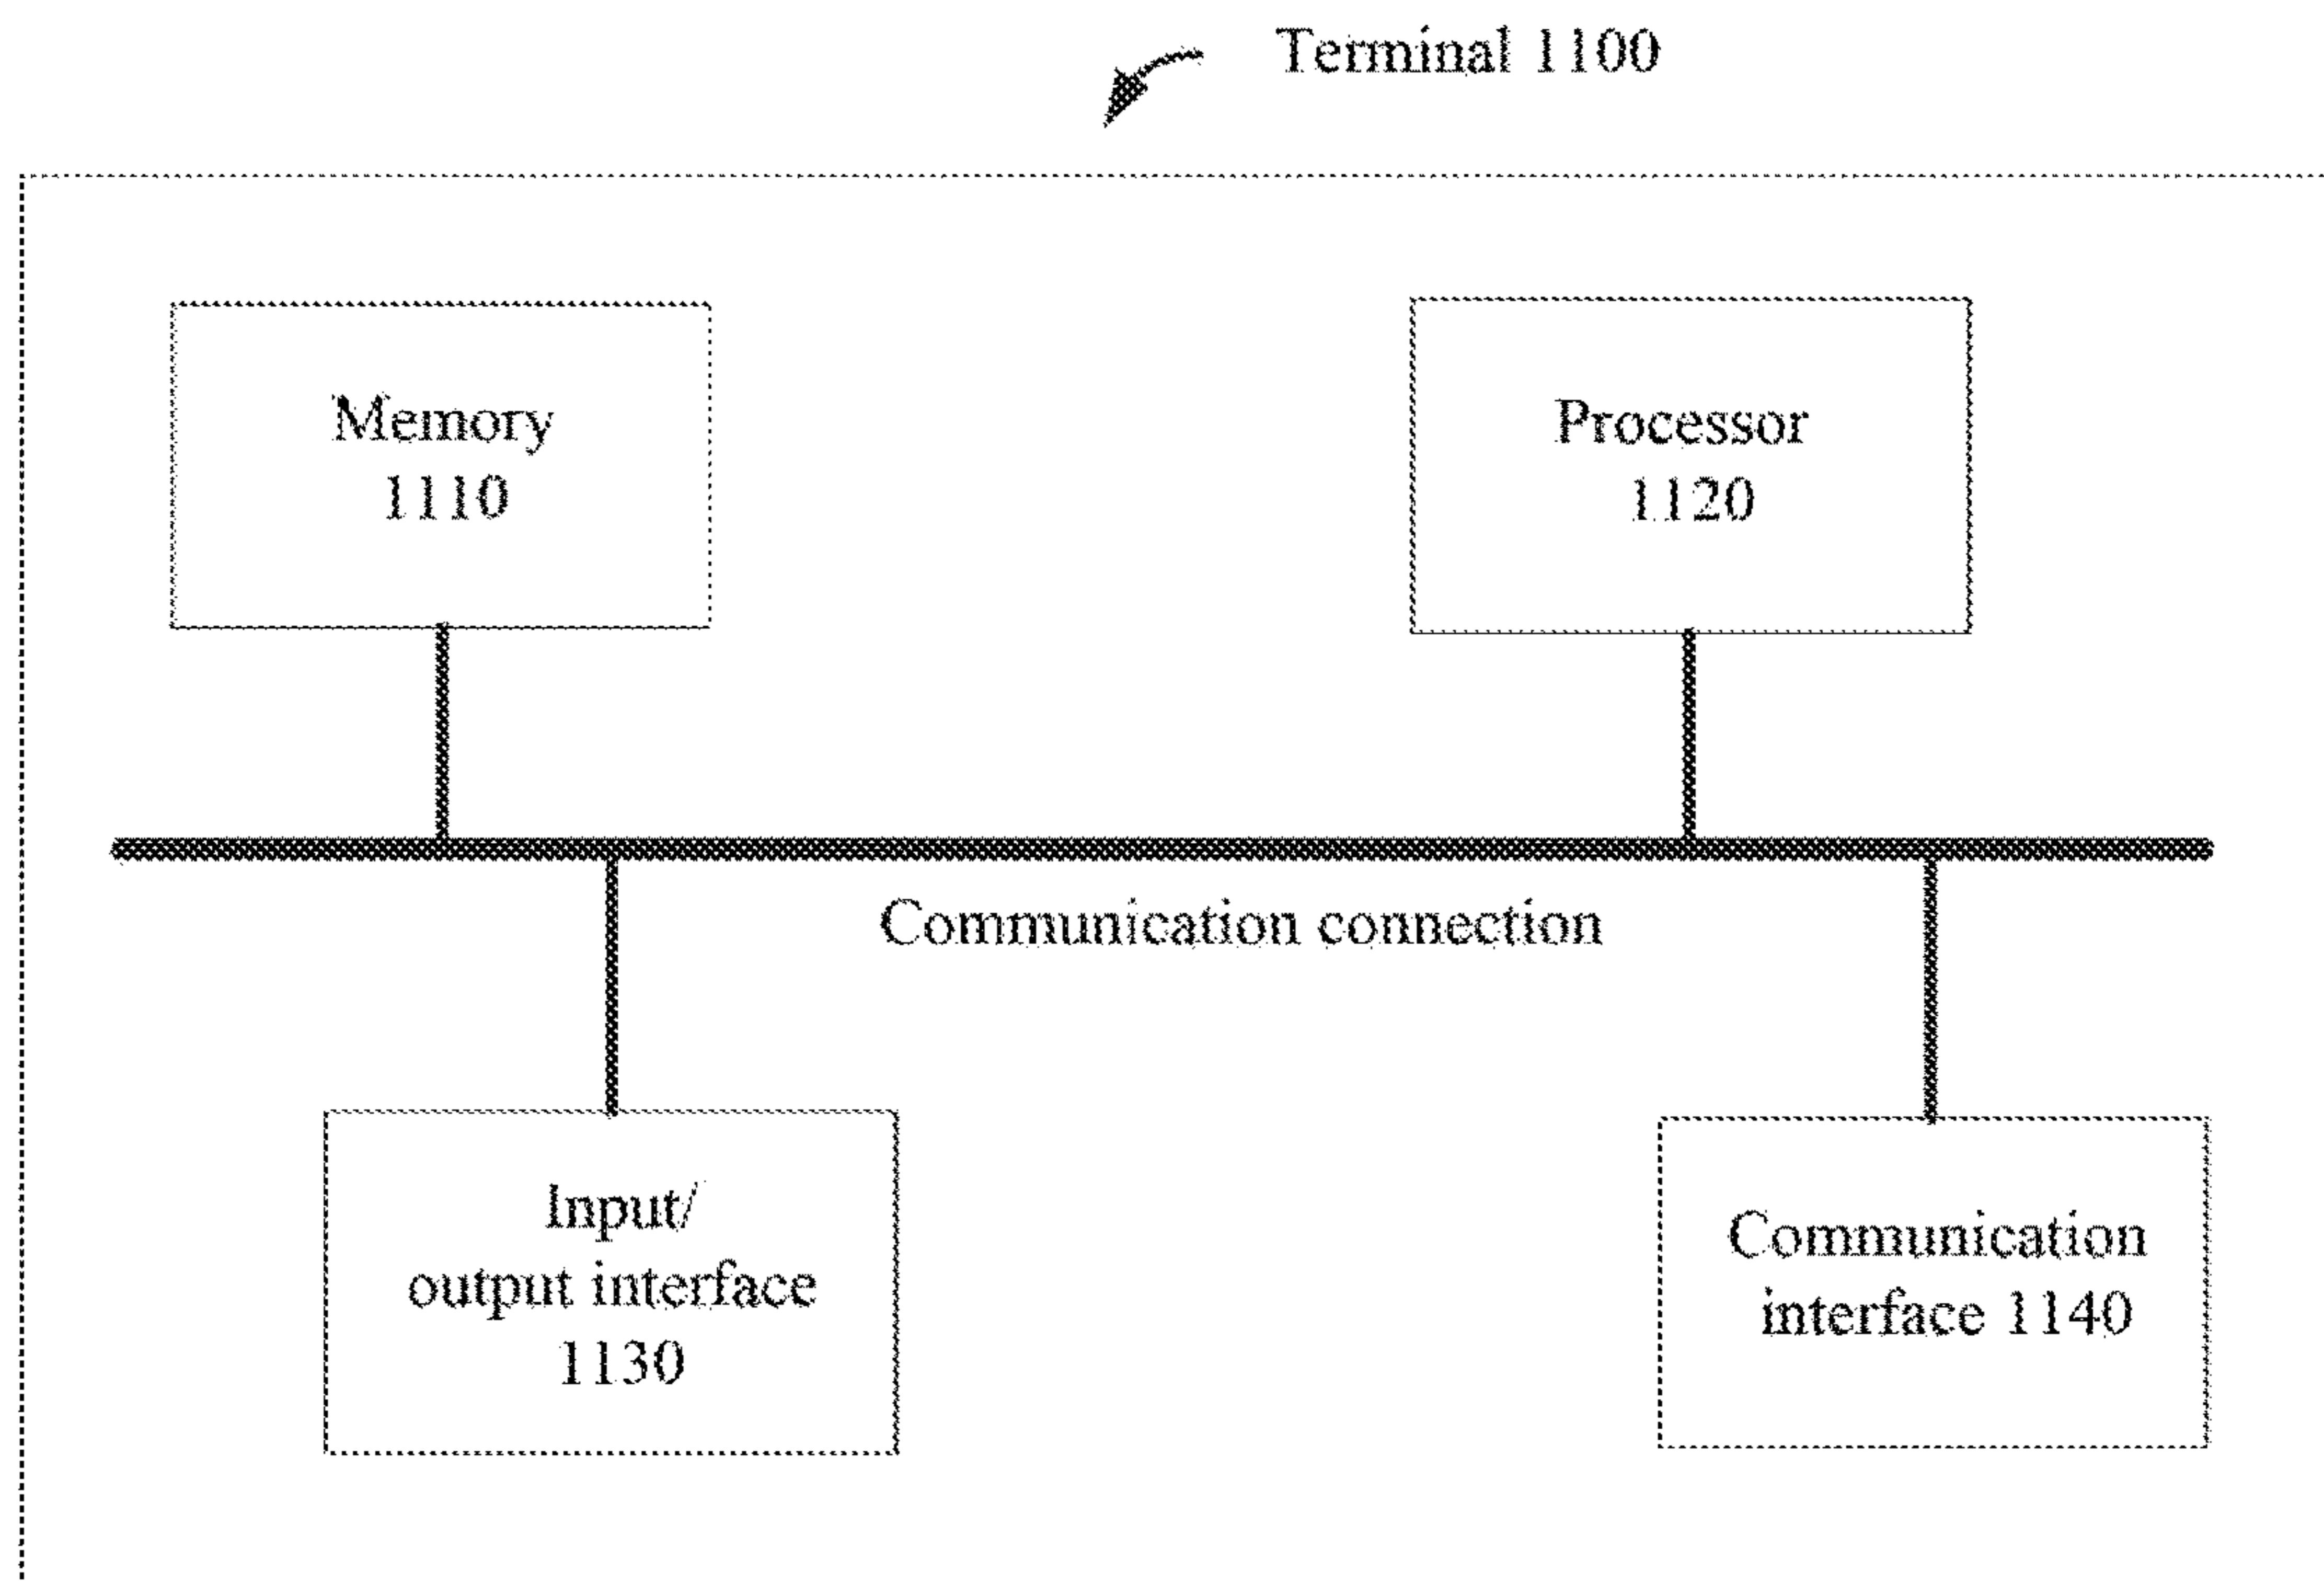 Terminal 1100
Memory
1110
Processor
1120
Communication connection
Input/
output interface
1130
Communication
interface 1140